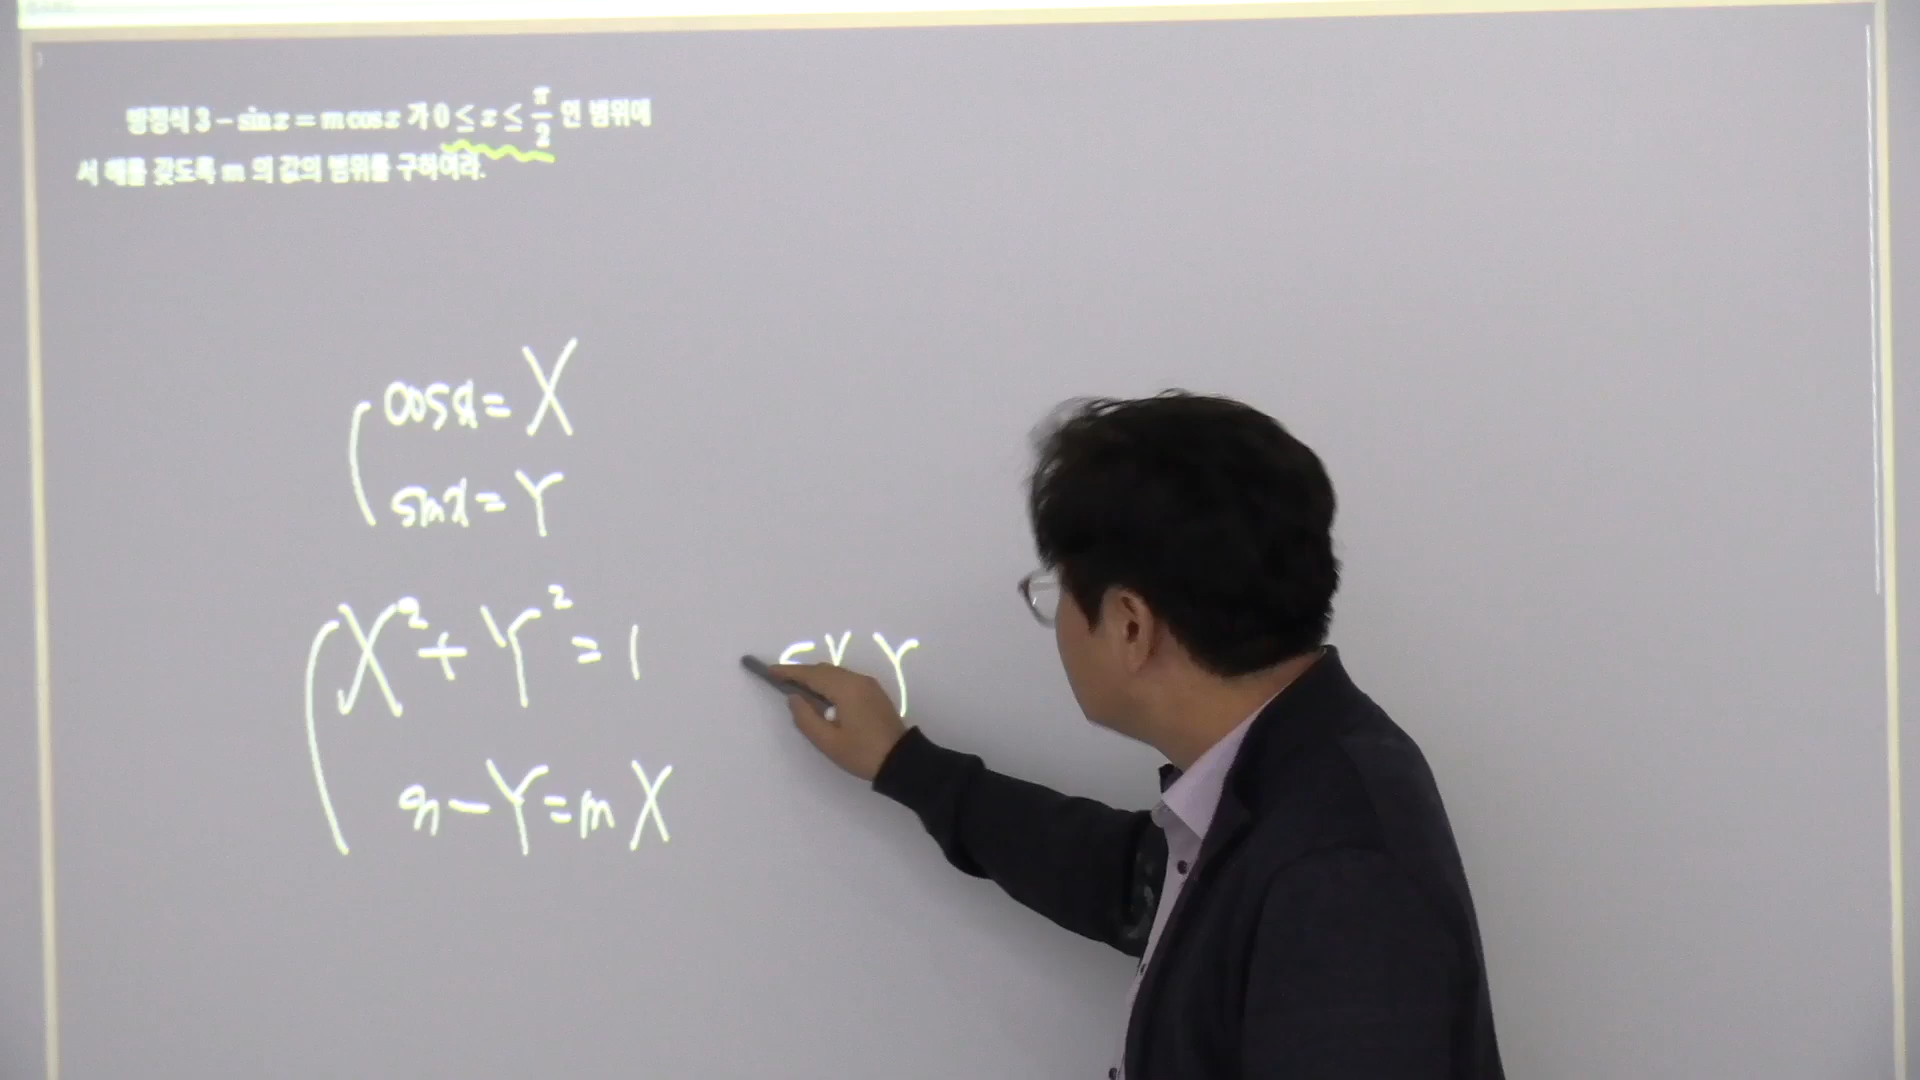 방정식 3 − sin x = m cos x 가 0 ≤ x ≤ π/2 인 범위에
서 해를 갖도록 m 의 값의 범위를 구하여라.
cos x = X
sin x = Y
X² + Y² = 1
3 − Y = m X
Y